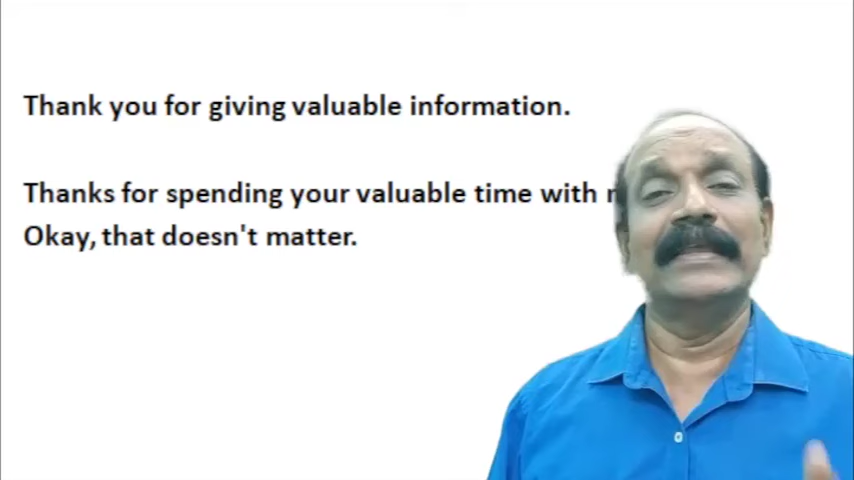 Thank you for giving valuable information.
Thanks for spending your valuable time with
Okay, that doesn't matter.